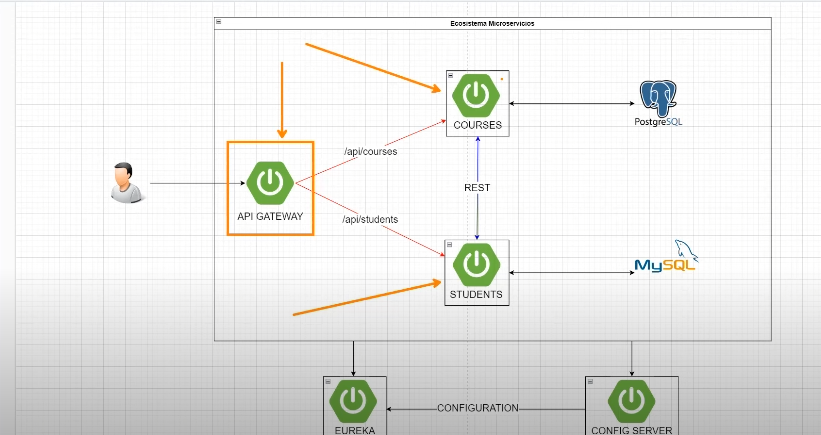 Ecosistema Microservicios
COURSES
PostgreSQL
/api/courses
API GATEWAY
REST
/api/students
MySQL
STUDENTS
CONFIGURATION
EUREKA
CONFIG SERVER